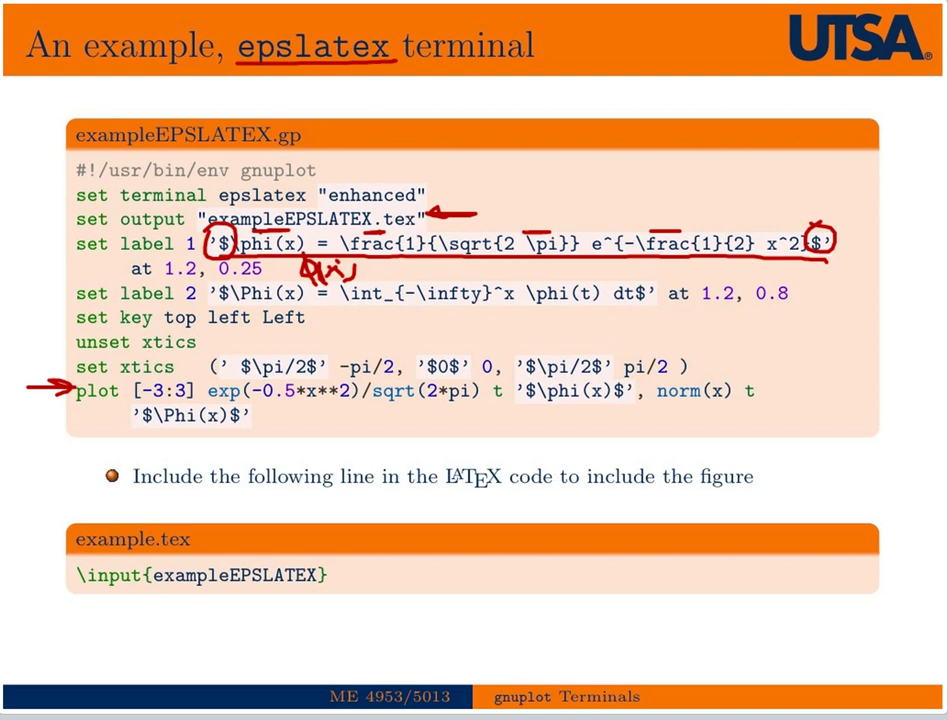 An example, epslatex terminal
UTSA®
exampleEPSLATEX.gp
#!/usr/bin/env gnuplot
set terminal epslatex "enhanced"
set output "exampleEPSLATEX.tex"
set label 1 '$\phi(x) = \frac{1}{\sqrt{2 \pi}} e^{-\frac{1}{2} x^2}$'
at 1.2, 0.25
ϕ(x)
set label 2 '$\Phi(x) = \int_{-\infty}^x \phi(t) dt$' at 1.2, 0.8
set key top left Left
unset xtics
set xtics (' $\pi/2$' -pi/2, '$0$' 0, '$\pi/2$' pi/2 )
plot [-3:3] exp(-0.5*x**2)/sqrt(2*pi) t '$\phi(x)$', norm(x) t
'$\Phi(x)$'
Include the following line in the LATEX code to include the figure
example.tex
\input{exampleEPSLATEX}
ME 4953/5013 gnuplot Terminals